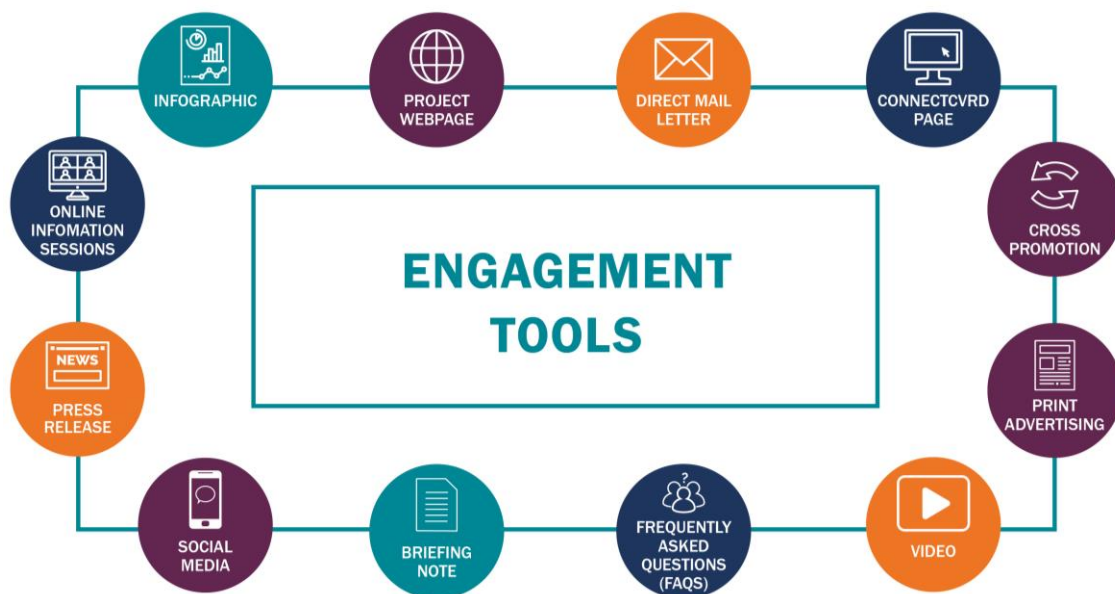 INFOGRAPHIC
PROJECT
WEBPAGE
DIRECT MAIL
LETTER
CONNECTCVRD
PAGE
ONLINE
INFOMATION
SESSIONS
CROSS
PROMOTION
ENGAGEMENT
TOOLS
NEWS
PRESS
RELEASE
PRINT
ADVERTISING
SOCIAL
MEDIA
BRIEFING
NOTE
?
FREQUENTLY
ASKED
QUESTIONS
(FAQS)
VIDEO